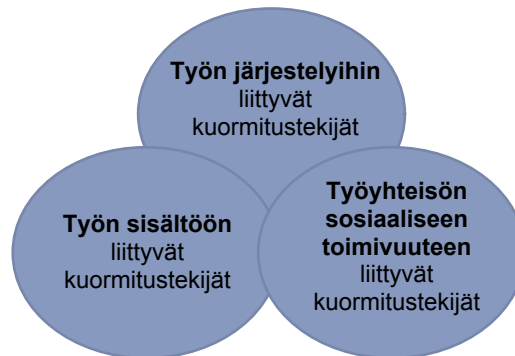 Työn järjestelyihin
liittyvät
kuormitustekijät
Työn sisältöön
liittyvät
kuormitustekijät
Työyhteisön
sosiaaliseen
toimivuuteen
liittyvät
kuormitustekijät